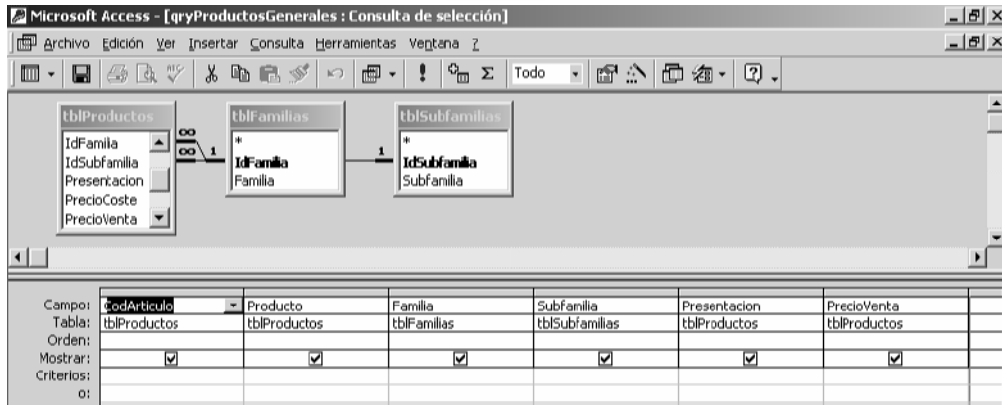 Microsoft Access - [qryProductosGenerales : Consulta de selección]
Archivo Edición Ver Insertar Consulta Herramientas Ventana ?
Todo
tblProductos tblFamilias tblSubfamilias
IdFamila * *
IdSubfamilia IdFamilia IdSubfamilia
Presentacion Familia Subfamilia
PrecioCoste
PrecioVenta
∞ 1
∞ 1
Campo: CodArticulo Producto Familia Subfamilia Presentacion PrecioVenta
Tabla: tblProductos tblProductos tblFamilias tblSubfamilias tblProductos tblProductos
Orden:
Mostrar:
Criterios:
o: